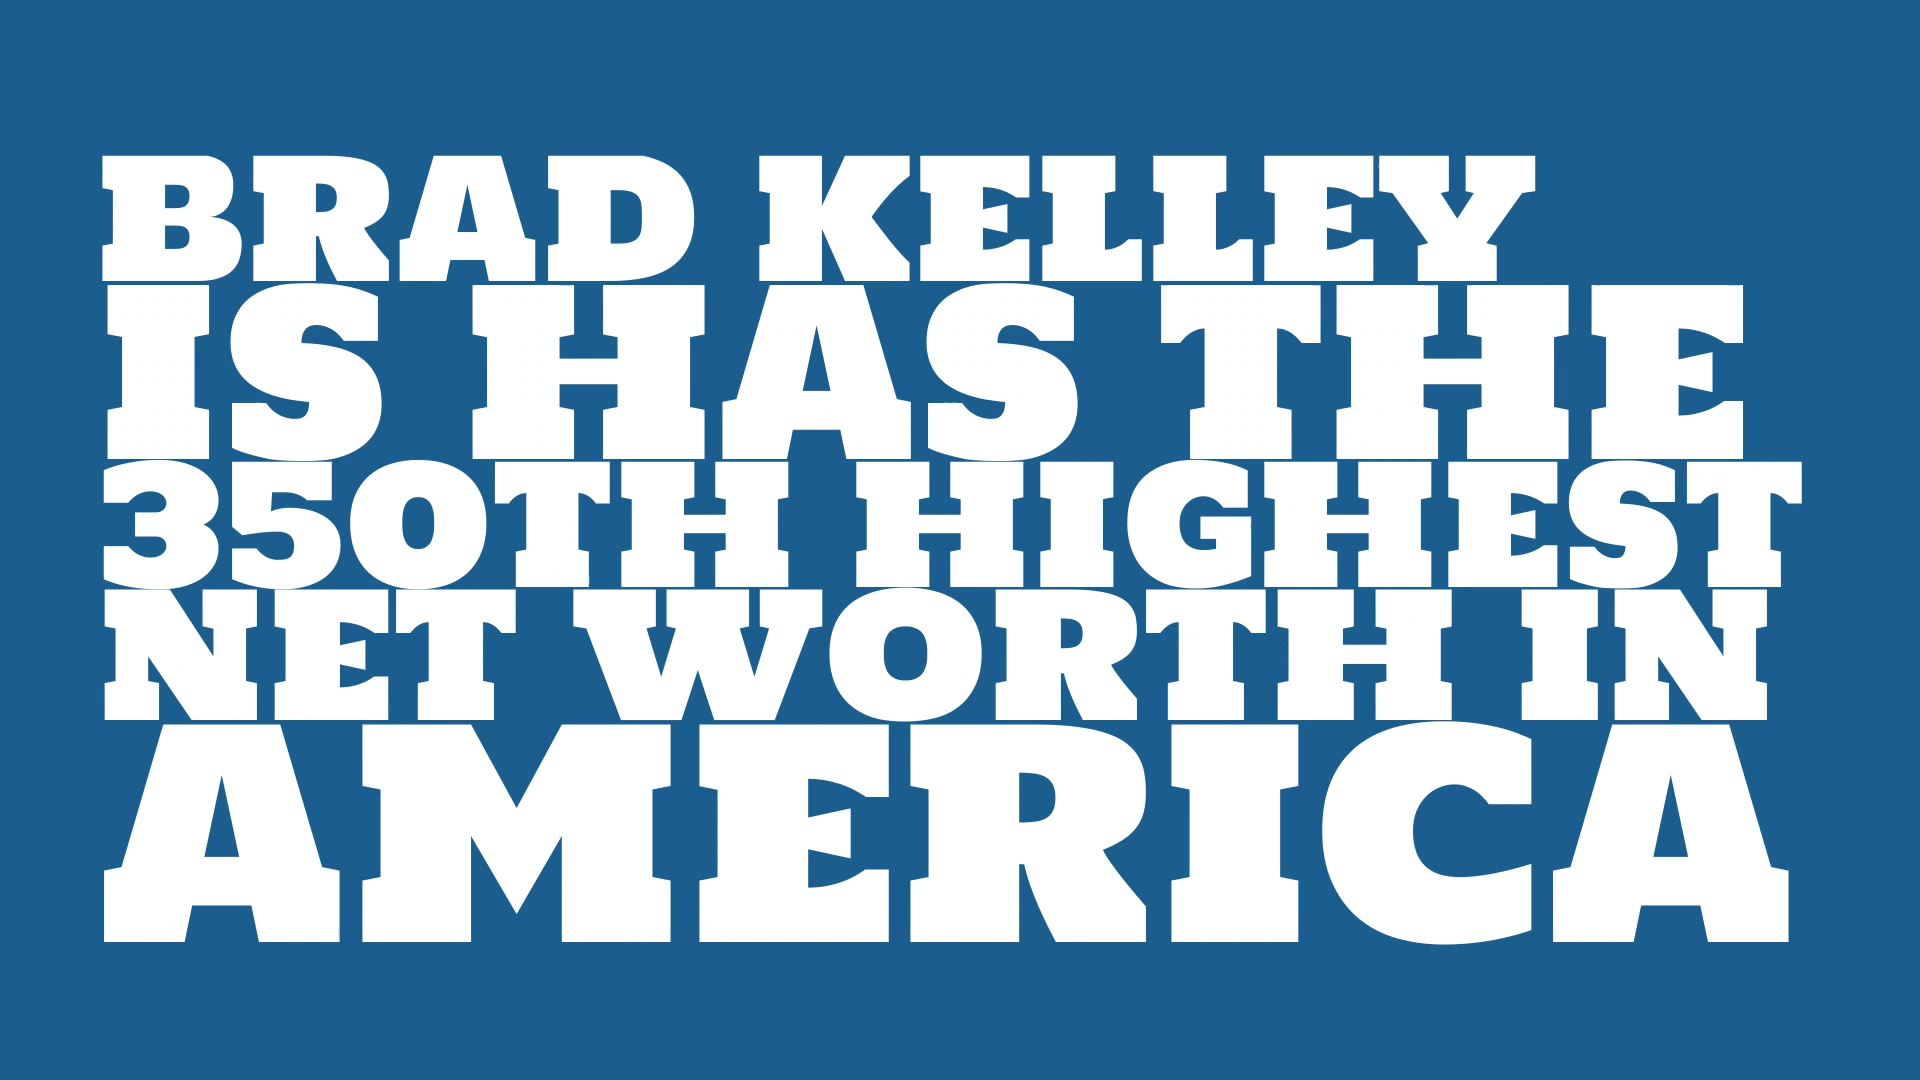 BRAD KELLEY
IS HAS THE
350TH HIGHEST
NET WORTH IN
AMERICA